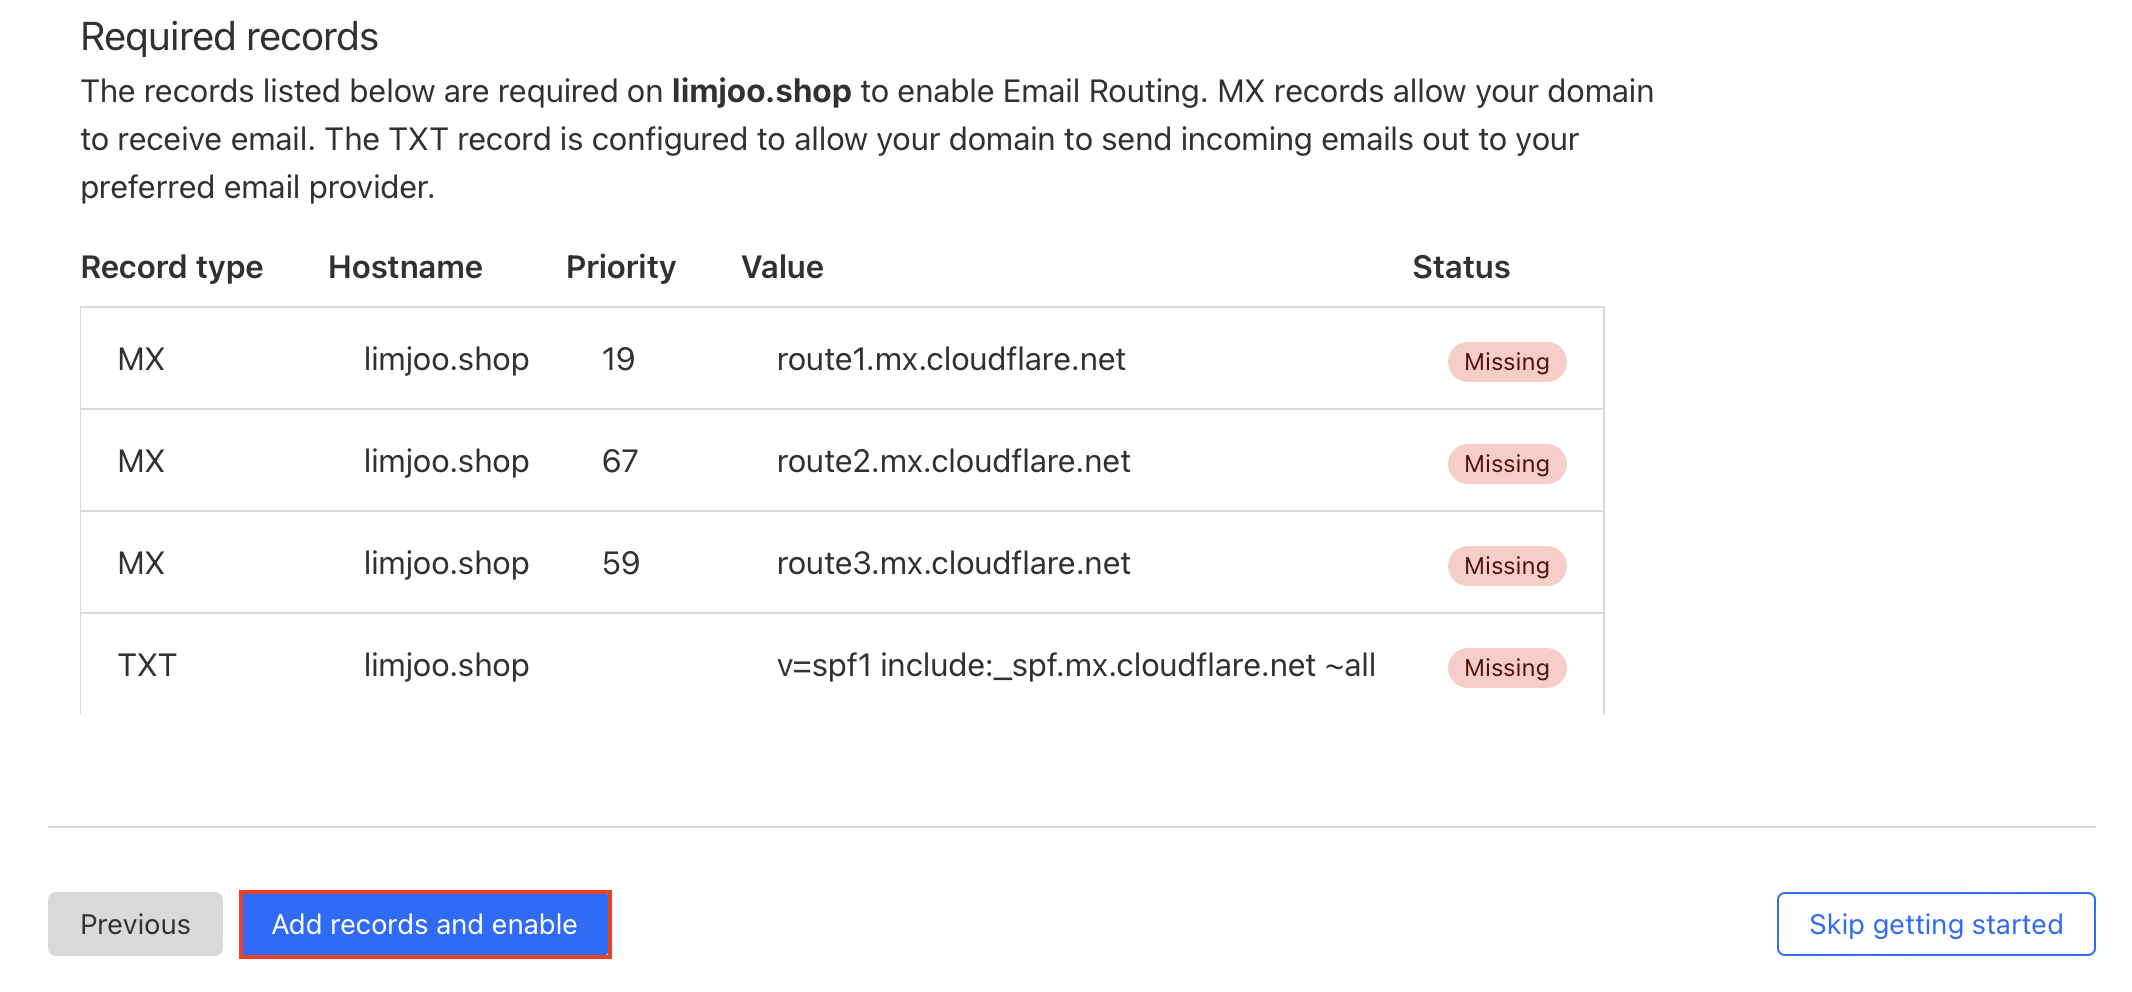 Required records
The records listed below are required on limjoo.shop to enable Email Routing. MX records allow your domain
to receive email. The TXT record is configured to allow your domain to send incoming emails out to your
preferred email provider.
Record type Hostname Priority Value Status
MX limjoo.shop 19 route1.mx.cloudflare.net Missing
MX limjoo.shop 67 route2.mx.cloudflare.net Missing
MX limjoo.shop 59 route3.mx.cloudflare.net Missing
TXT limjoo.shop v=spf1 include:_spf.mx.cloudflare.net ~all Missing
Previous Add records and enable Skip getting started